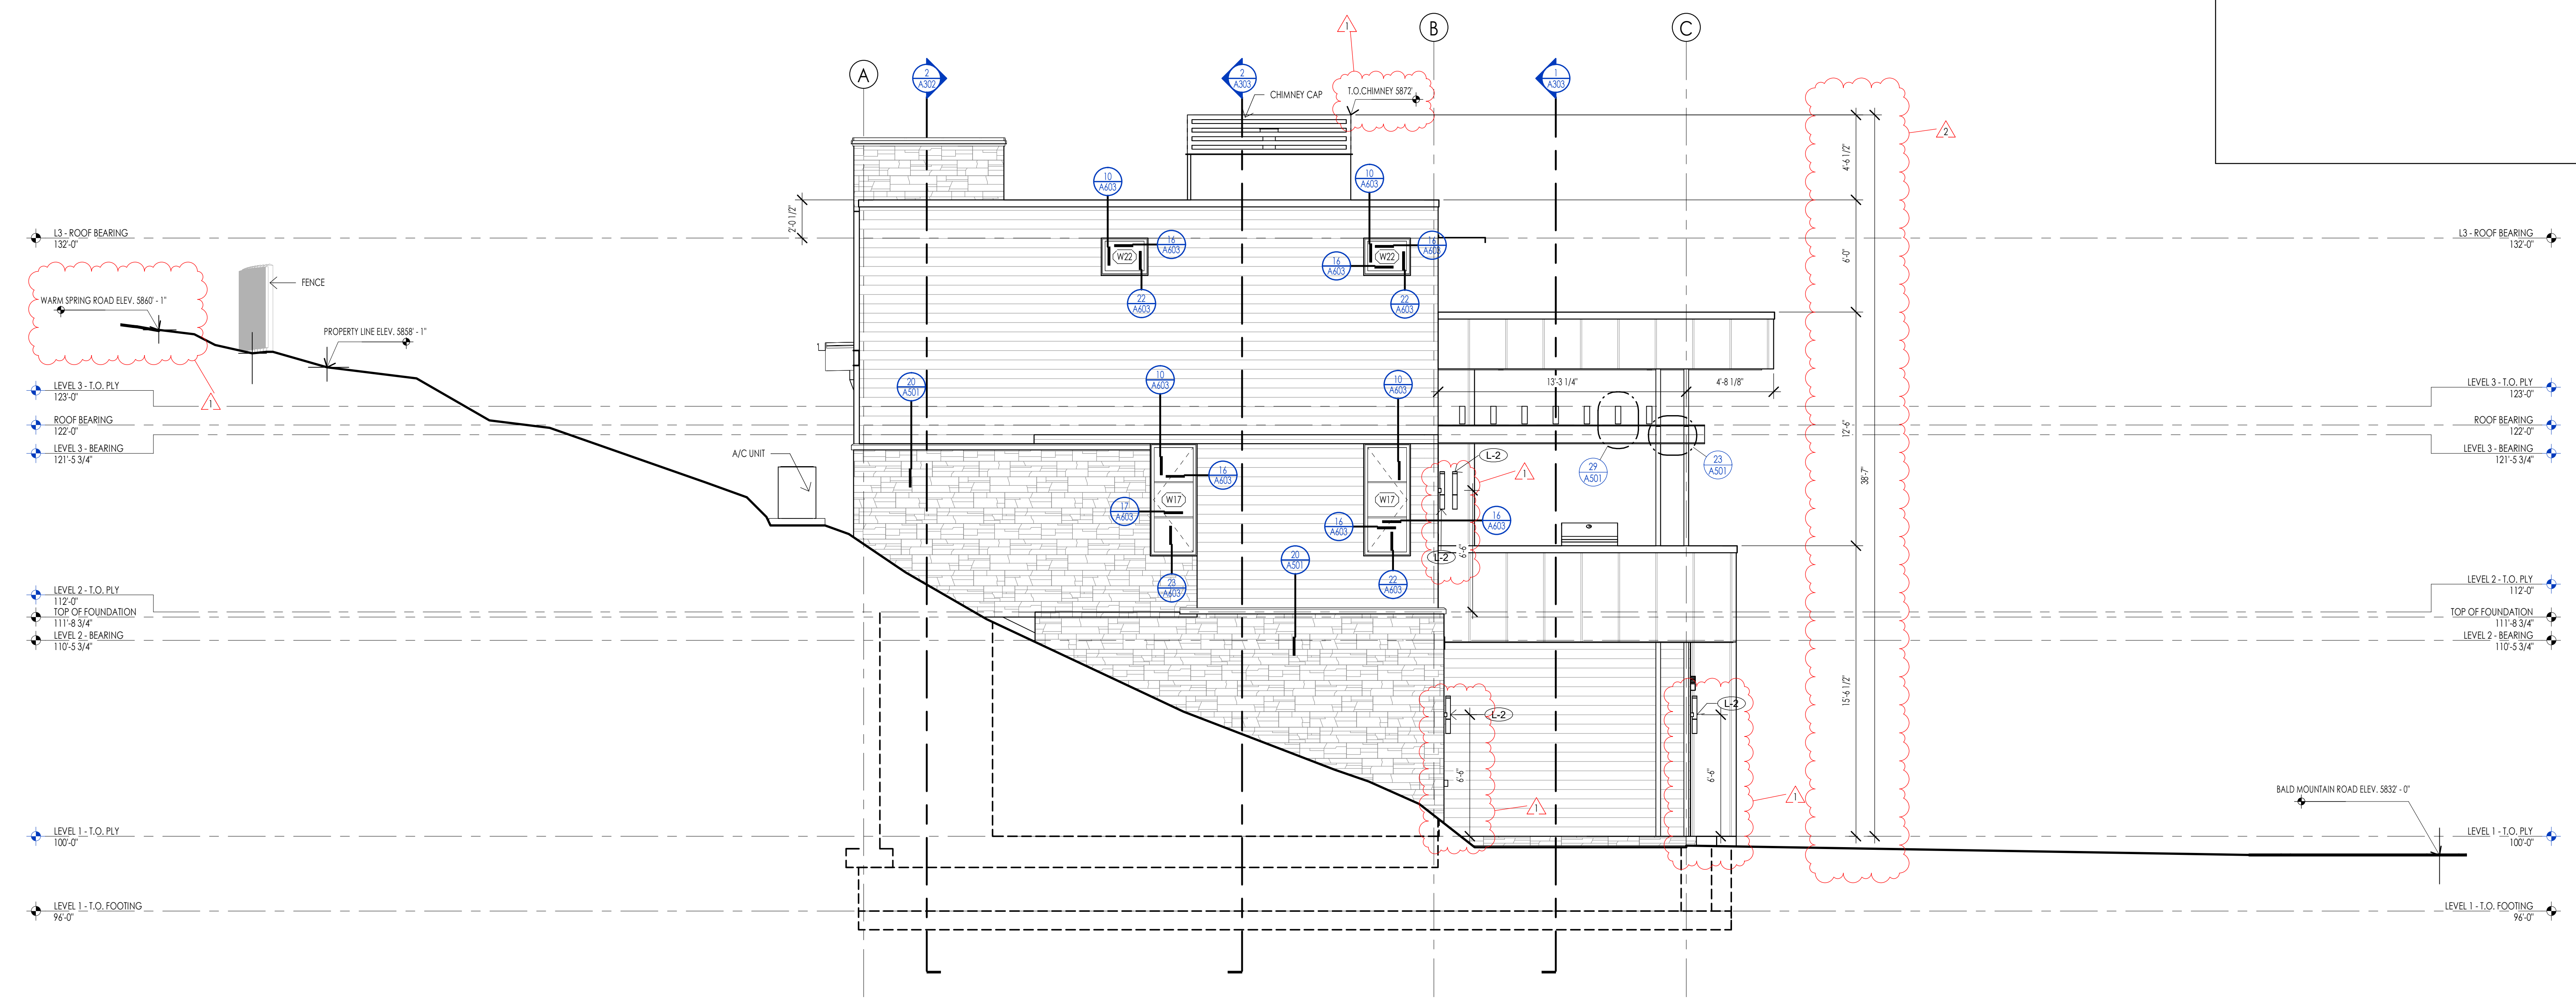 A
B
C
1
2
A302
2
A303
1
A303
CHIMNEY CAP
T.O.CHIMNEY 5872'
2
4'-6 1/2"
10
A603
10
A603
2'-0 1/2"
L3 - ROOF BEARING
132'-0"
16
A603
16
A603
L3 - ROOF BEARING
132'-0"
W22
W22
16
A603
6'-0"
FENCE
WARM SPRING ROAD ELEV. 5860' - 1"
22
A603
22
A603
PROPERTY LINE ELEV. 5858' - 1"
LEVEL 3 - T.O. PLY
123'-0"
1
20
A501
10
A603
10
A603
13'-3 1/4"
4'-8 1/8"
LEVEL 3 - T.O. PLY
123'-0"
ROOF BEARING
122'-0"
12'-6"
ROOF BEARING
122'-0"
LEVEL 3 - BEARING
121'-5 3/4"
A/C UNIT
L-2
1
29
A501
23
A501
38'-7"
LEVEL 3 - BEARING
121'-5 3/4"
16
A603
W17
W17
17
A603
16
A603
16
A603
20
A501
L-2
6'-6"
23
A603
22
A603
LEVEL 2 - T.O. PLY
112'-0"
LEVEL 2 - T.O. PLY
112'-0"
TOP OF FOUNDATION
111'-8 3/4"
TOP OF FOUNDATION
111'-8 3/4"
LEVEL 2 - BEARING
110'-5 3/4"
LEVEL 2 - BEARING
110'-5 3/4"
15'-6 1/2"
L-2
L-2
6'-6"
6'-6"
1
1
BALD MOUNTAIN ROAD ELEV. 5832' - 0"
LEVEL 1 - T.O. PLY
100'-0"
LEVEL 1 - T.O. PLY
100'-0"
LEVEL 1 - T.O. FOOTING
96'-0"
LEVEL 1 - T.O. FOOTING
96'-0"